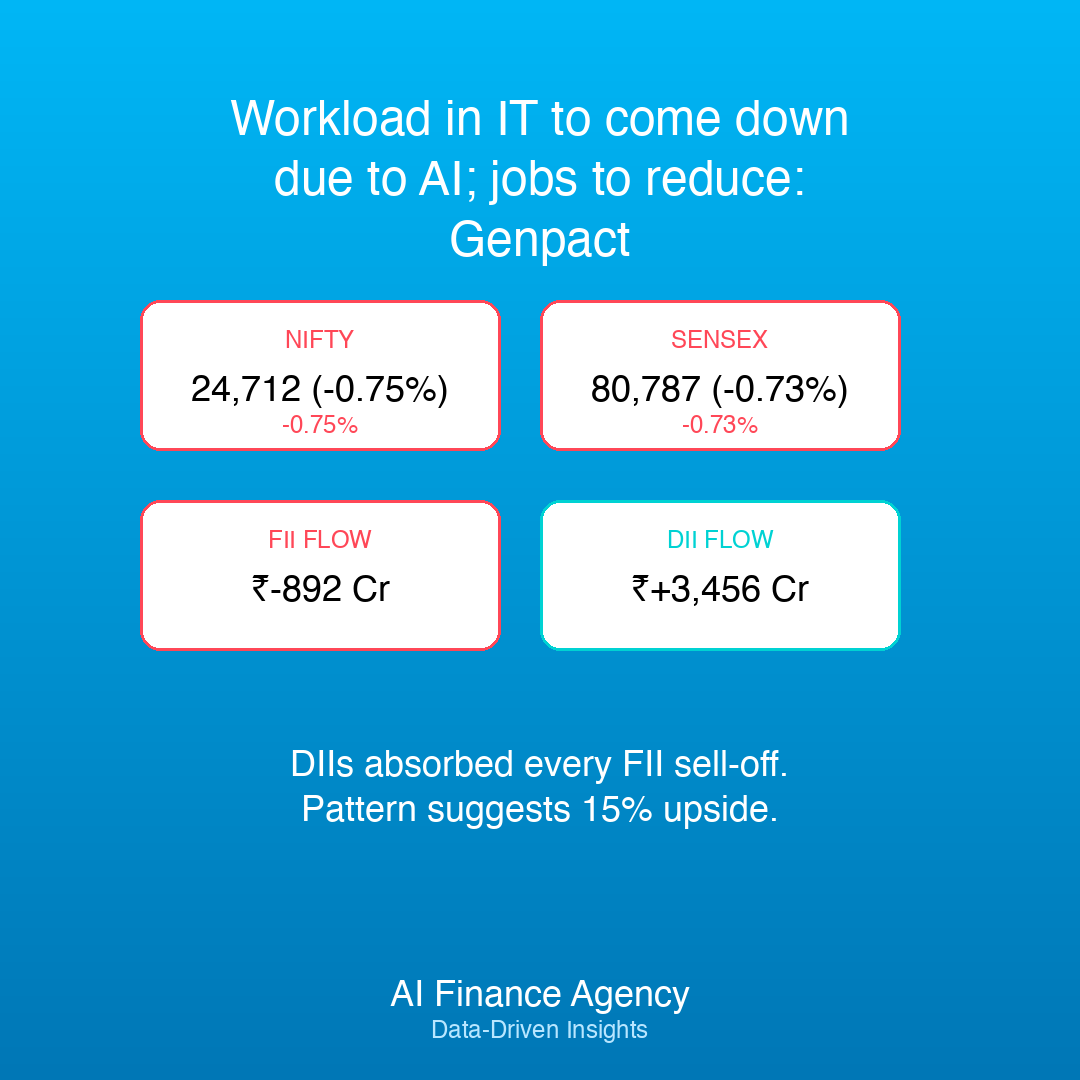 Workload in IT to come down
due to AI; jobs to reduce:
Genpact
NIFTY
24,712 (-0.75%)
-0.75%
SENSEX
80,787 (-0.73%)
-0.73%
FII FLOW
₹-892 Cr
DII FLOW
₹+3,456 Cr
DIIs absorbed every FII sell-off.
Pattern suggests 15% upside.
AI Finance Agency
Data-Driven Insights